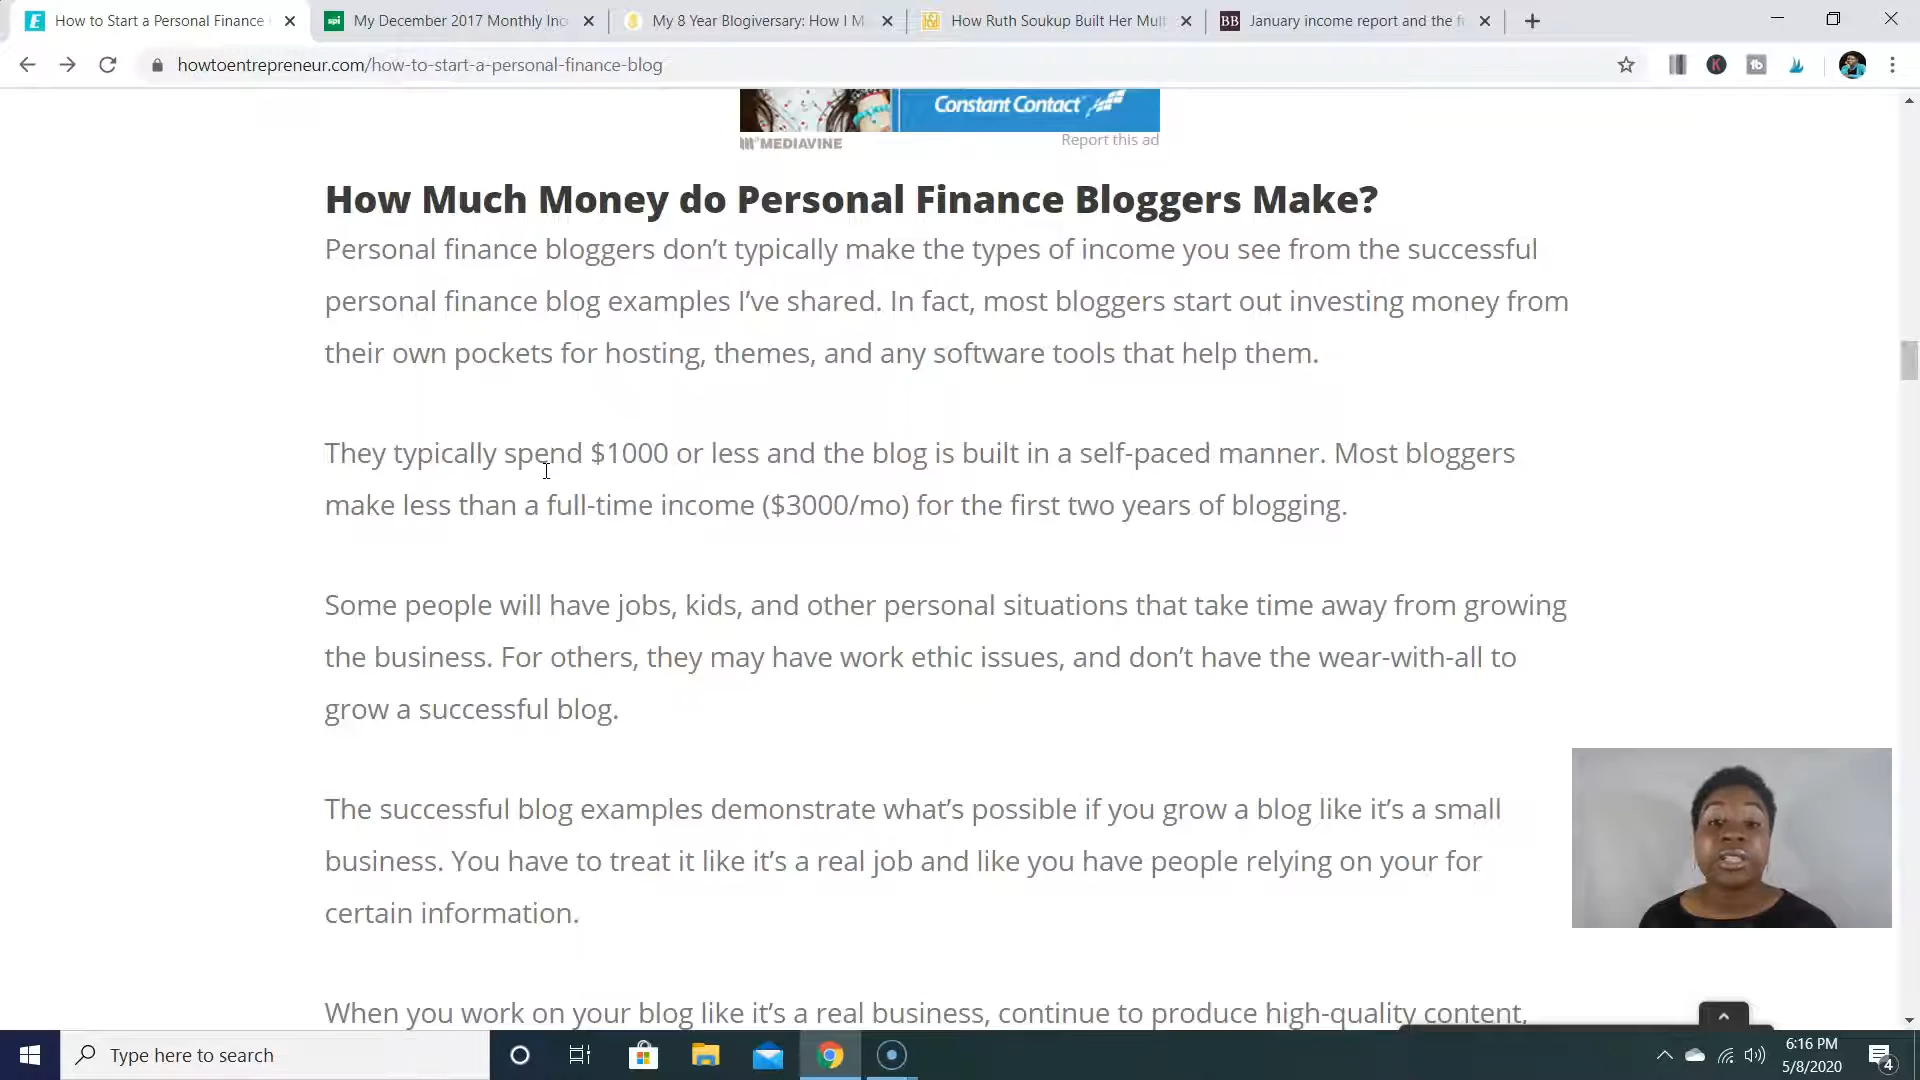 How to Start a Personal Finance
My December 2017 Monthly Inc
My 8 Year Blogiversary: How I M
How Ruth Soukup Built Her Mult
January income report and the f
howtoentrepreneur.com/how-to-start-a-personal-finance-blog
Constant Contact
MEDIAVINE
Report this ad
How Much Money do Personal Finance Bloggers Make?
Personal finance bloggers don’t typically make the types of income you see from the successful
personal finance blog examples I’ve shared. In fact, most bloggers start out investing money from
their own pockets for hosting, themes, and any software tools that help them.
They typically spend $1000 or less and the blog is built in a self-paced manner. Most bloggers
make less than a full-time income ($3000/mo) for the first two years of blogging.
Some people will have jobs, kids, and other personal situations that take time away from growing
the business. For others, they may have work ethic issues, and don’t have the wear-with-all to
grow a successful blog.
The successful blog examples demonstrate what’s possible if you grow a blog like it’s a small
business. You have to treat it like it’s a real job and like you have people relying on your for
certain information.
When you work on your blog like it’s a real business, continue to produce high-quality content,
Type here to search
6:16 PM
5/8/2020
4